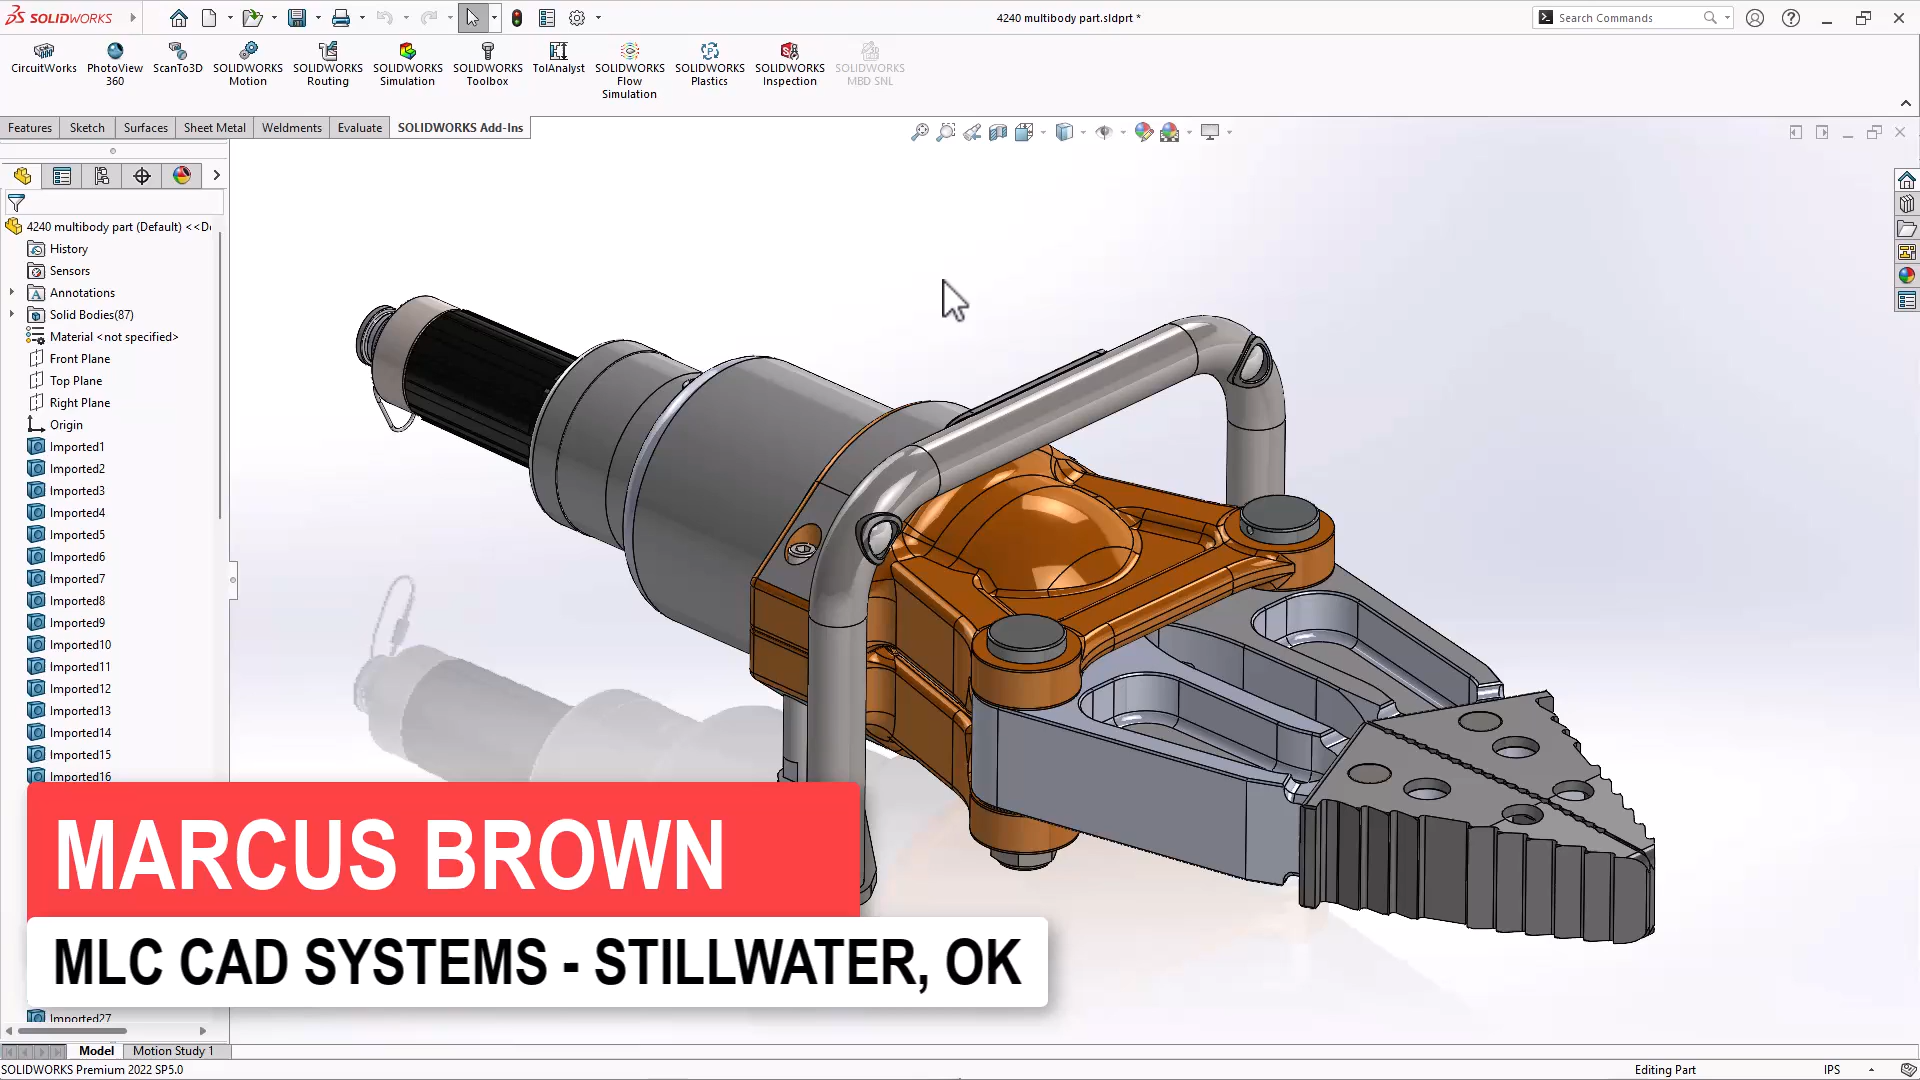 SOLIDWORKS
4240 multibody part.sldprt *
Search Commands
CircuitWorks
PhotoView
360
ScanTo3D
SOLIDWORKS
Motion
SOLIDWORKS
Routing
SOLIDWORKS
Simulation
SOLIDWORKS
Toolbox
TolAnalyst
SOLIDWORKS
Flow
Simulation
SOLIDWORKS
Plastics
SOLIDWORKS
Inspection
SOLIDWORKS
MBD SNL
Features
Sketch
Surfaces
Sheet Metal
Weldments
Evaluate
SOLIDWORKS Add-Ins
4240 multibody part (Default) <<D
History
Sensors
Annotations
Solid Bodies(87)
Material <not specified>
Front Plane
Top Plane
Right Plane
Origin
Imported1
Imported2
Imported3
Imported4
Imported5
Imported6
Imported7
Imported8
Imported9
Imported10
Imported11
Imported12
Imported13
Imported14
Imported15
Imported16
MARCUS BROWN
MLC CAD SYSTEMS - STILLWATER, OK
Imported27
Model
Motion Study 1
SOLIDWORKS Premium 2022 SP5.0
Editing Part
IPS